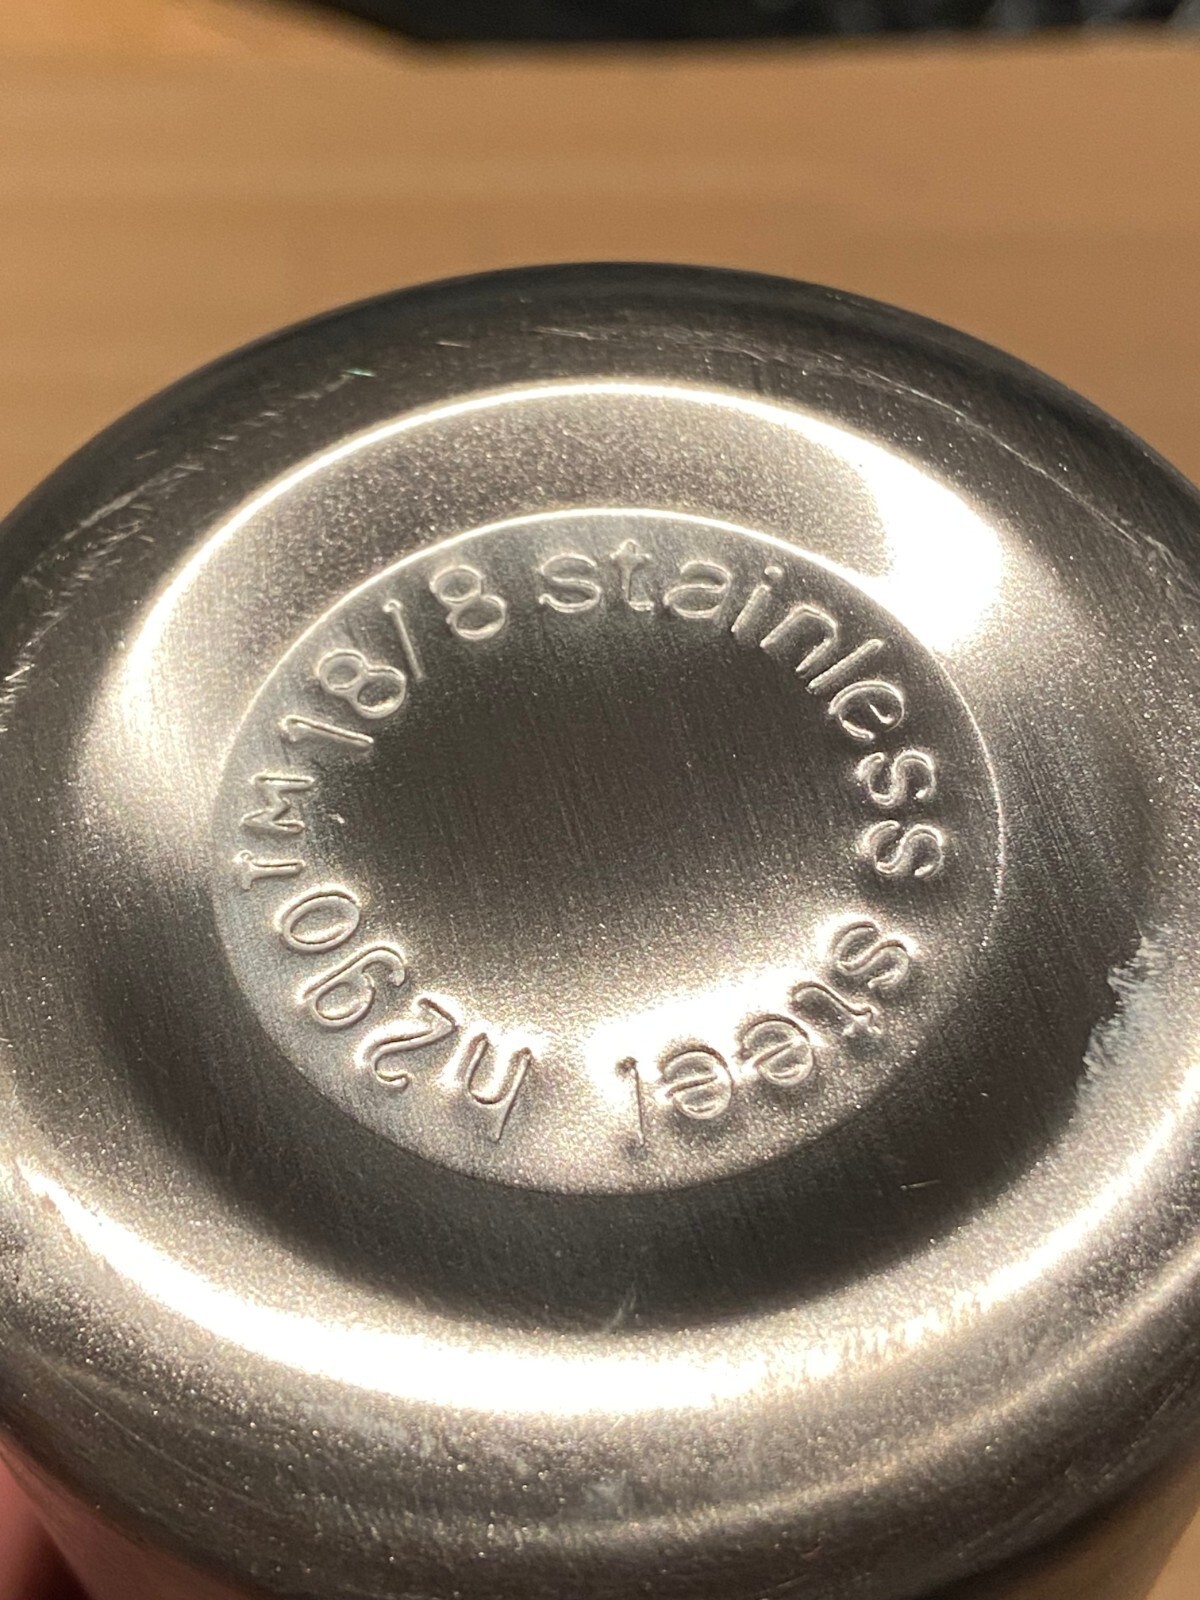 h2go™ 18/8 stainless steel